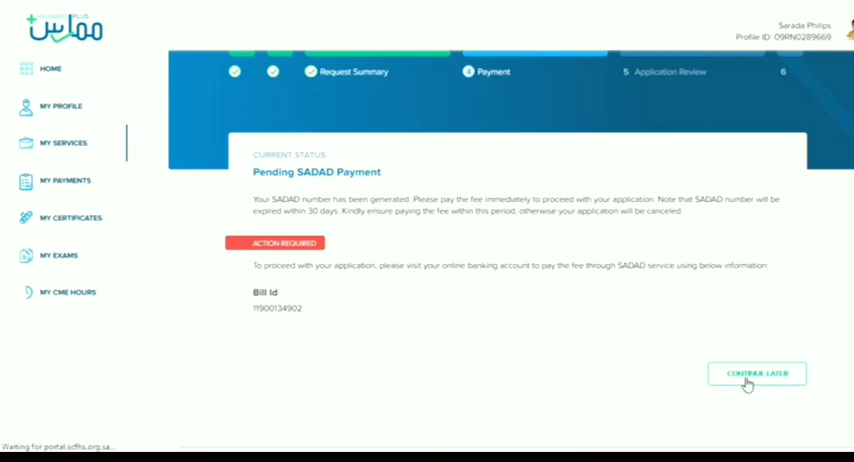 ممارس
PLUS
Sarada Philips
Profile ID: 09RN0289669
HOME
MY PROFILE
MY SERVICES
MY PAYMENTS
MY CERTIFICATES
MY EXAMS
MY CME HOURS
Request Summary
4 Payment
5 Application Review
6
CURRENT STATUS
Pending SADAD Payment
Your SADAD number has been generated. Please pay the fee immediately to proceed with your application. Note that SADAD number will be
expired within 30 days. Kindly ensure paying the fee within this period, otherwise your application will be canceled.
ACTION REQUIRED
To proceed with your application, please visit your online banking account to pay the fee through SADAD service using below information:
Bill Id
11900134902
CONTINUE LATER
Waiting for portal.scfhs.org.sa...